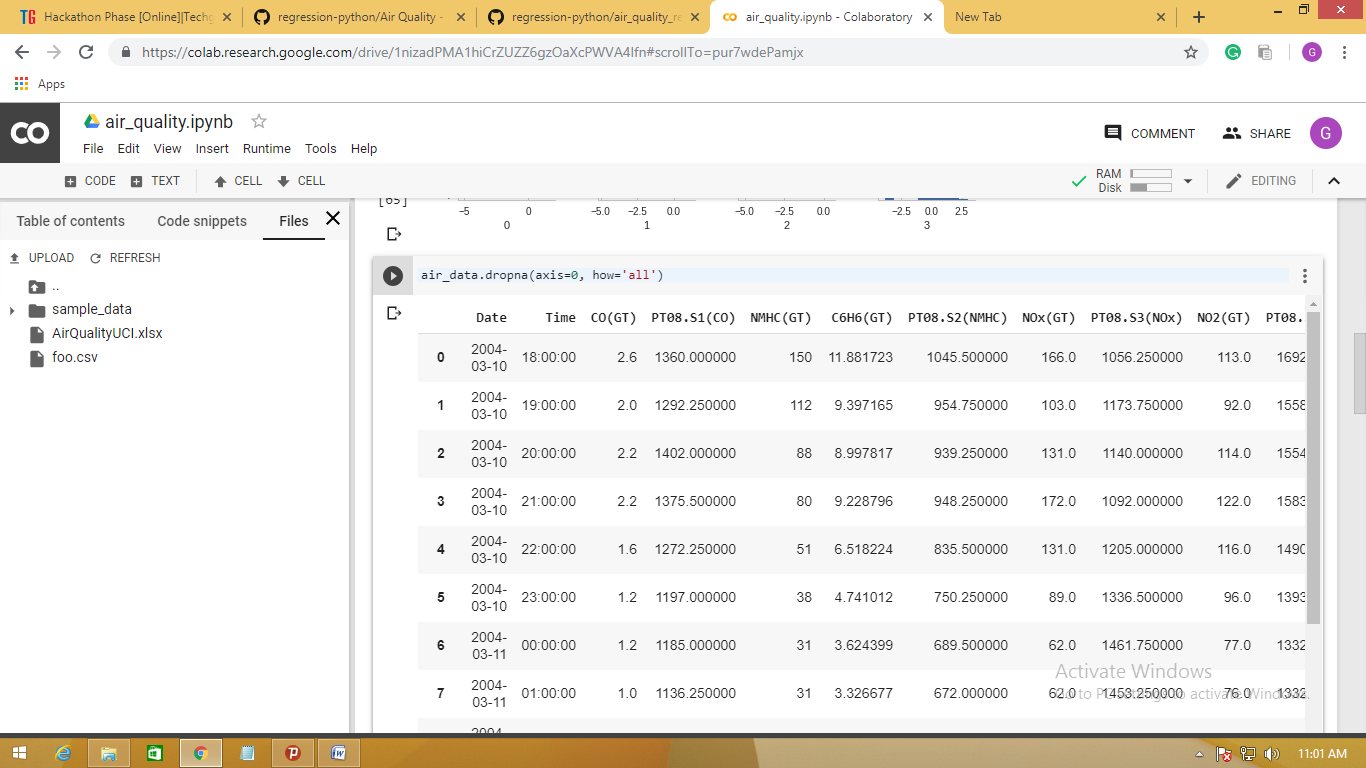 TG Hackathon Phase [Online]|Techg regression-python/Air Quality - regression-python/air_quality_re air_quality.ipynb - Colaboratory New Tab
https://colab.research.google.com/drive/1nizadPMA1hiCrZUZZ6gzOaXcPWVA4Ifn#scrollTo=pur7wdePamjx G G
Apps
CO air_quality.ipynb
COMMENT SHARE G
File Edit View Insert Runtime Tools Help
CODE TEXT CELL CELL RAM Disk EDITING
Table of contents Code snippets Files
UPLOAD REFRESH
..
sample_data
AirQualityUCI.xlsx
foo.csv
[65]
-5 0 -5.0 -2.5 0.0 -5.0 -2.5 0.0 -2.5 0.0 2.5
0 1 2 3
air_data.dropna(axis=0, how='all')
Date Time CO(GT) PT08.S1(CO) NMHC(GT) C6H6(GT) PT08.S2(NMHC) NOx(GT) PT08.S3(NOx) NO2(GT) PT08.
0 2004-03-10 18:00:00 2.6 1360.000000 150 11.881723 1045.500000 166.0 1056.250000 113.0 1692
1 2004-03-10 19:00:00 2.0 1292.250000 112 9.397165 954.750000 103.0 1173.750000 92.0 1558
2 2004-03-10 20:00:00 2.2 1402.000000 88 8.997817 939.250000 131.0 1140.000000 114.0 1554
3 2004-03-10 21:00:00 2.2 1375.500000 80 9.228796 948.250000 172.0 1092.000000 122.0 1583
4 2004-03-10 22:00:00 1.6 1272.250000 51 6.518224 835.500000 131.0 1205.000000 116.0 1490
5 2004-03-10 23:00:00 1.2 1197.000000 38 4.741012 750.250000 89.0 1336.500000 96.0 1393
6 2004-03-11 00:00:00 1.2 1185.000000 31 3.624399 689.500000 62.0 1461.750000 77.0 1332
7 2004-03-11 01:00:00 1.0 1136.250000 31 3.326677 672.000000 62.0 1453.250000 76.0 1332
2004-
Activate Windows
Go to PC settings to activate Windows.
11:01 AM